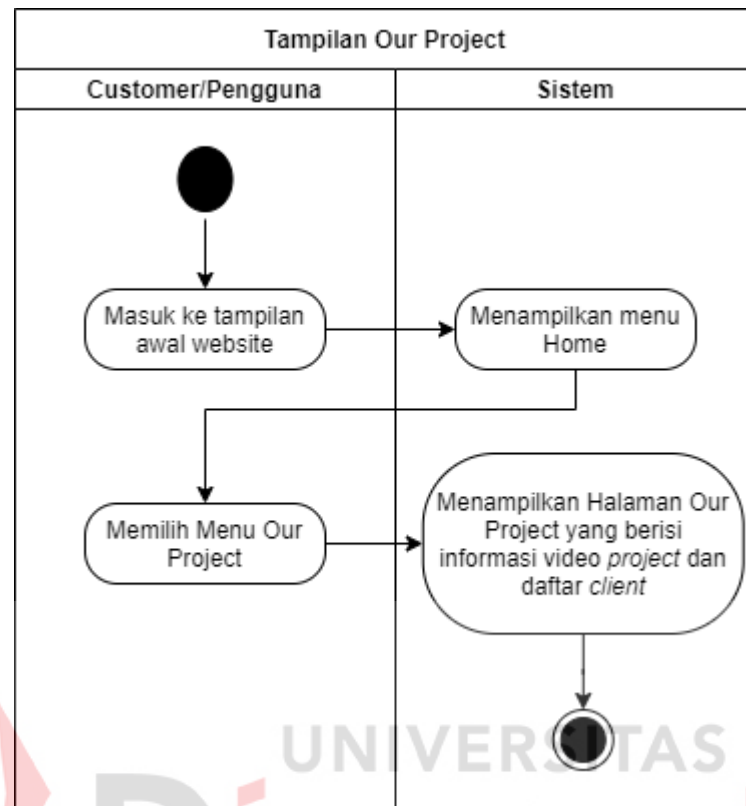 Tampilan Our Project
Customer/Pengguna
Sistem
Masuk ke tampilan
awal website
Menampilkan menu
Home
Memilih Menu Our
Project
Menampilkan Halaman Our
Project yang berisi
informasi video project dan
daftar client
UNIVERSITAS